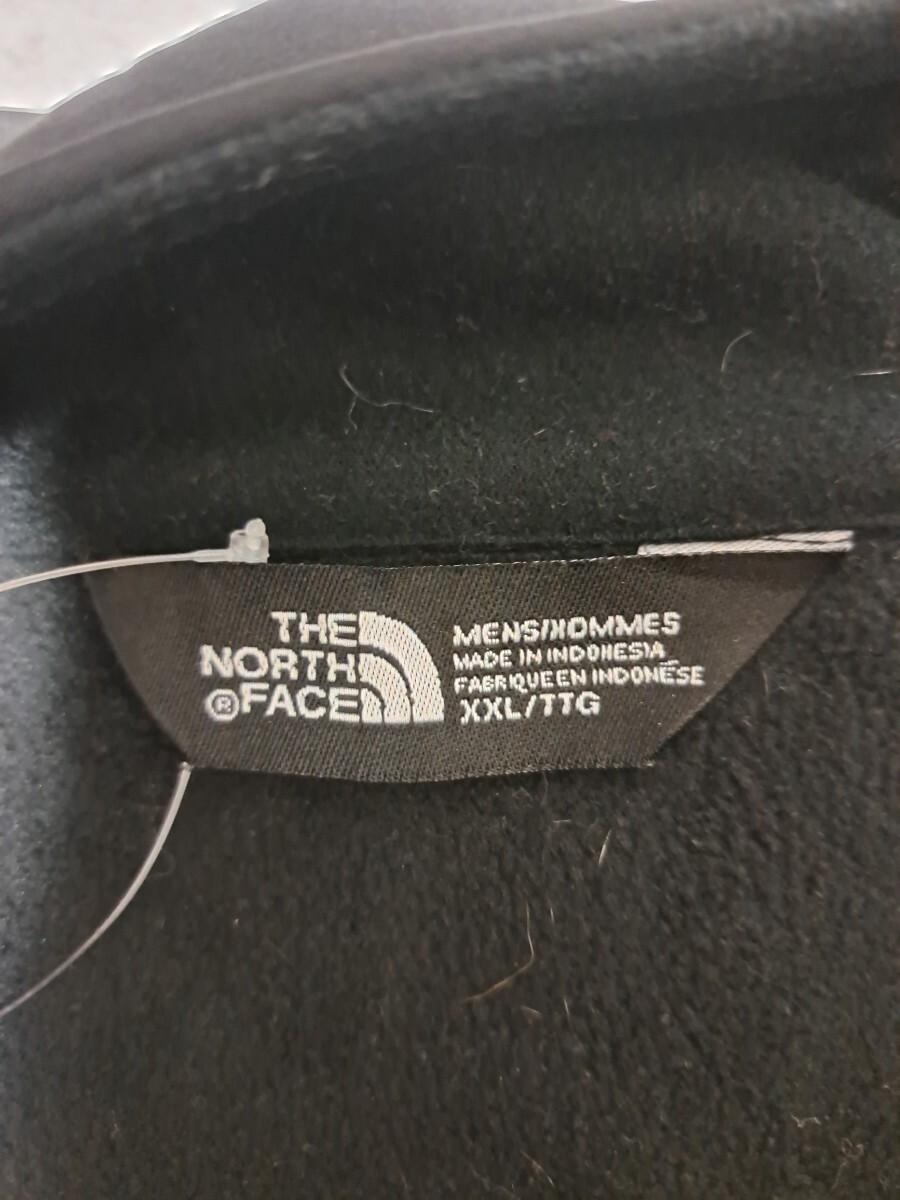 THE
NORTH
®FACE
MENS/HOMMES
MADE IN INDONESIA
FABRIQUE EN INDONÉSE
XXL/TTG